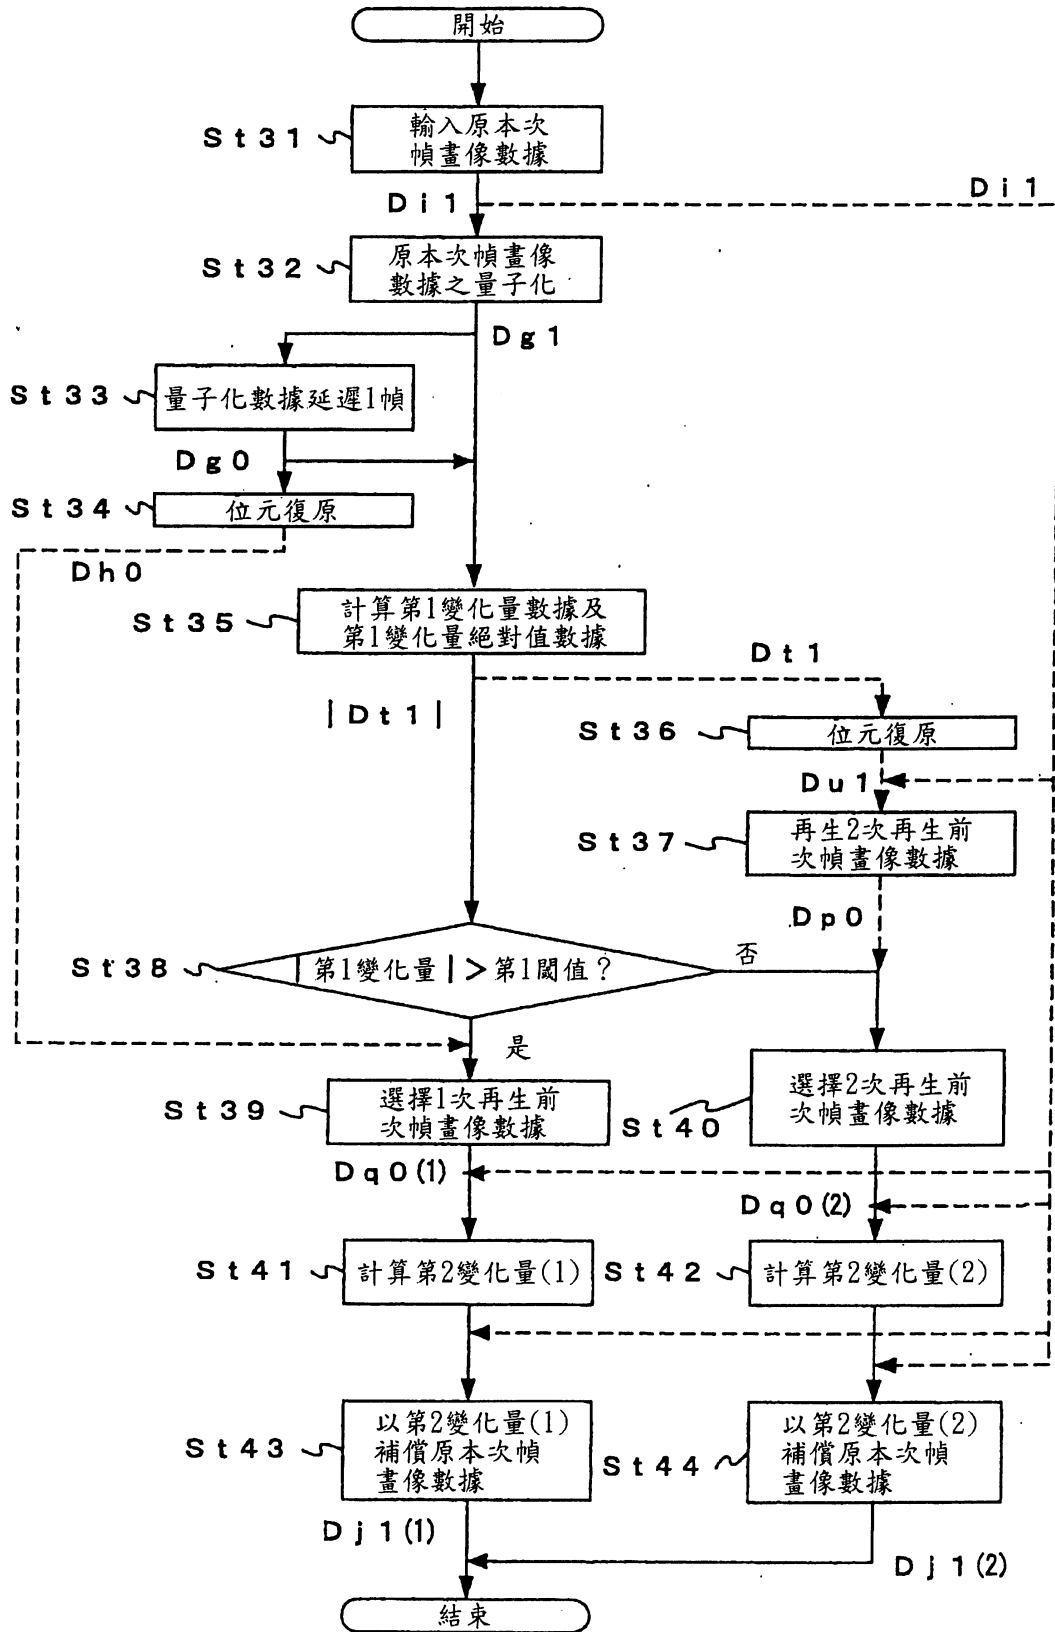 開始
St31
輸入原本次
幀畫像數據
Di1
Di1
St32
原本次幀畫像
數據之量子化
Dg1
St33
量子化數據延遲1幀
Dg0
St34
位元復原
Dh0
St35
計算第1變化量數據及
第1變化量絕對值數據
Dt1
|Dt1|
St36
位元復原
Du1
St37
再生2次再生前
次幀畫像數據
Dp0
St38
|第1變化量|>第1閾值?
否
是
St39
選擇1次再生前
次幀畫像數據
St40
選擇2次再生前
次幀畫像數據
Dq0(1)
Dq0(2)
St41
計算第2變化量(1)
St42
計算第2變化量(2)
St43
以第2變化量(1)
補償原本次幀
畫像數據
St44
以第2變化量(2)
補償原本次幀
畫像數據
Dj1(1)
Dj1(2)
結束